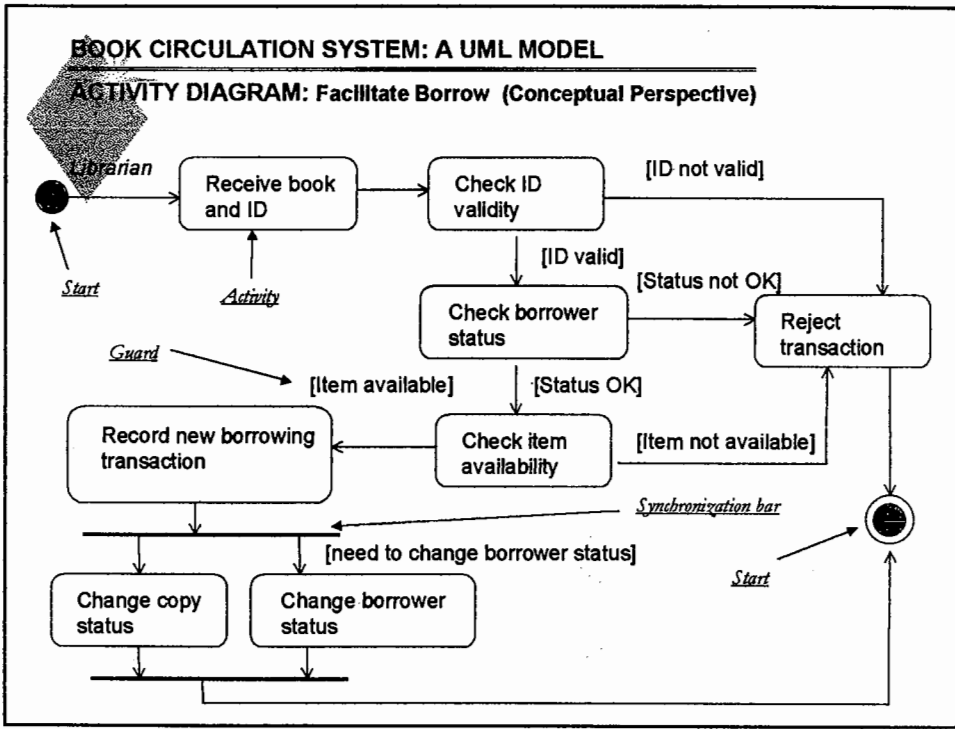 BOOK CIRCULATION SYSTEM: A UML MODEL
ACTIVITY DIAGRAM: Facilitate Borrow (Conceptual Perspective)
Librarian
Receive book
and ID
Check ID
validity
[ID not valid]
Start
Activity
[ID valid]
[Status not OK]
Check borrower
status
Reject
transaction
Guard
[Item available]
[Status OK]
Record new borrowing
transaction
Check item
availability
[Item not available]
Synchronization bar
[need to change borrower status]
Start
Change copy
status
Change borrower
status